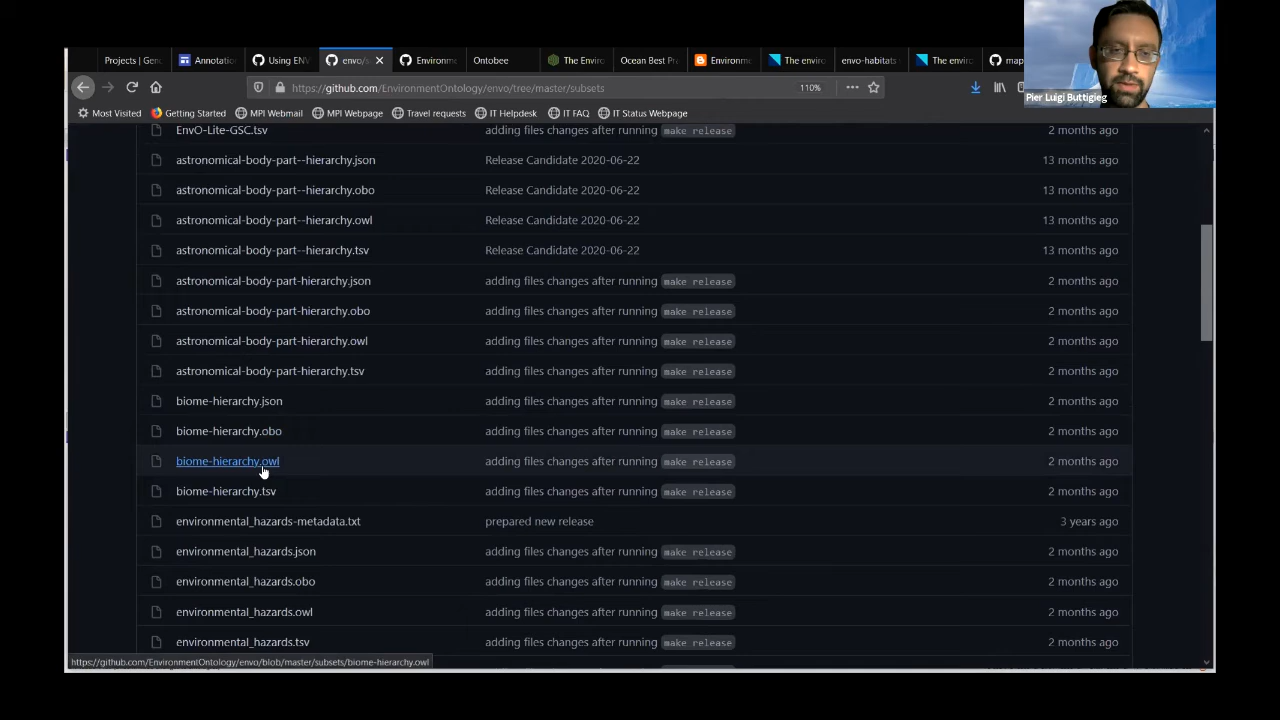 Projects | Geno
Annotation
Using ENV
envo/s
Environm
Ontobee
The Enviro
Ocean Best Pr
Environm
The enviro
envo-habitats
The enviro
map
https://github.com/EnvironmentOntology/envo/tree/master/subsets
110%
Pier Luigi Buttigieg
Most Visited
Getting Started
MPI Webmail
MPI Webpage
Travel requests
IT Helpdesk
IT FAQ
IT Status Webpage
EnvO-Lite-GSC.tsv adding files changes after running make release 2 months ago
astronomical-body-part--hierarchy.json Release Candidate 2020-06-22 13 months ago
astronomical-body-part--hierarchy.obo Release Candidate 2020-06-22 13 months ago
astronomical-body-part--hierarchy.owl Release Candidate 2020-06-22 13 months ago
astronomical-body-part--hierarchy.tsv Release Candidate 2020-06-22 13 months ago
astronomical-body-part-hierarchy.json adding files changes after running make release 2 months ago
astronomical-body-part-hierarchy.obo adding files changes after running make release 2 months ago
astronomical-body-part-hierarchy.owl adding files changes after running make release 2 months ago
astronomical-body-part-hierarchy.tsv adding files changes after running make release 2 months ago
biome-hierarchy.json adding files changes after running make release 2 months ago
biome-hierarchy.obo adding files changes after running make release 2 months ago
biome-hierarchy.owl adding files changes after running make release 2 months ago
biome-hierarchy.tsv adding files changes after running make release 2 months ago
environmental_hazards-metadata.txt prepared new release 3 years ago
environmental_hazards.json adding files changes after running make release 2 months ago
environmental_hazards.obo adding files changes after running make release 2 months ago
environmental_hazards.owl adding files changes after running make release 2 months ago
environmental_hazards.tsv adding files changes after running make release 2 months ago
https://github.com/EnvironmentOntology/envo/blob/master/subsets/biome-hierarchy.owl